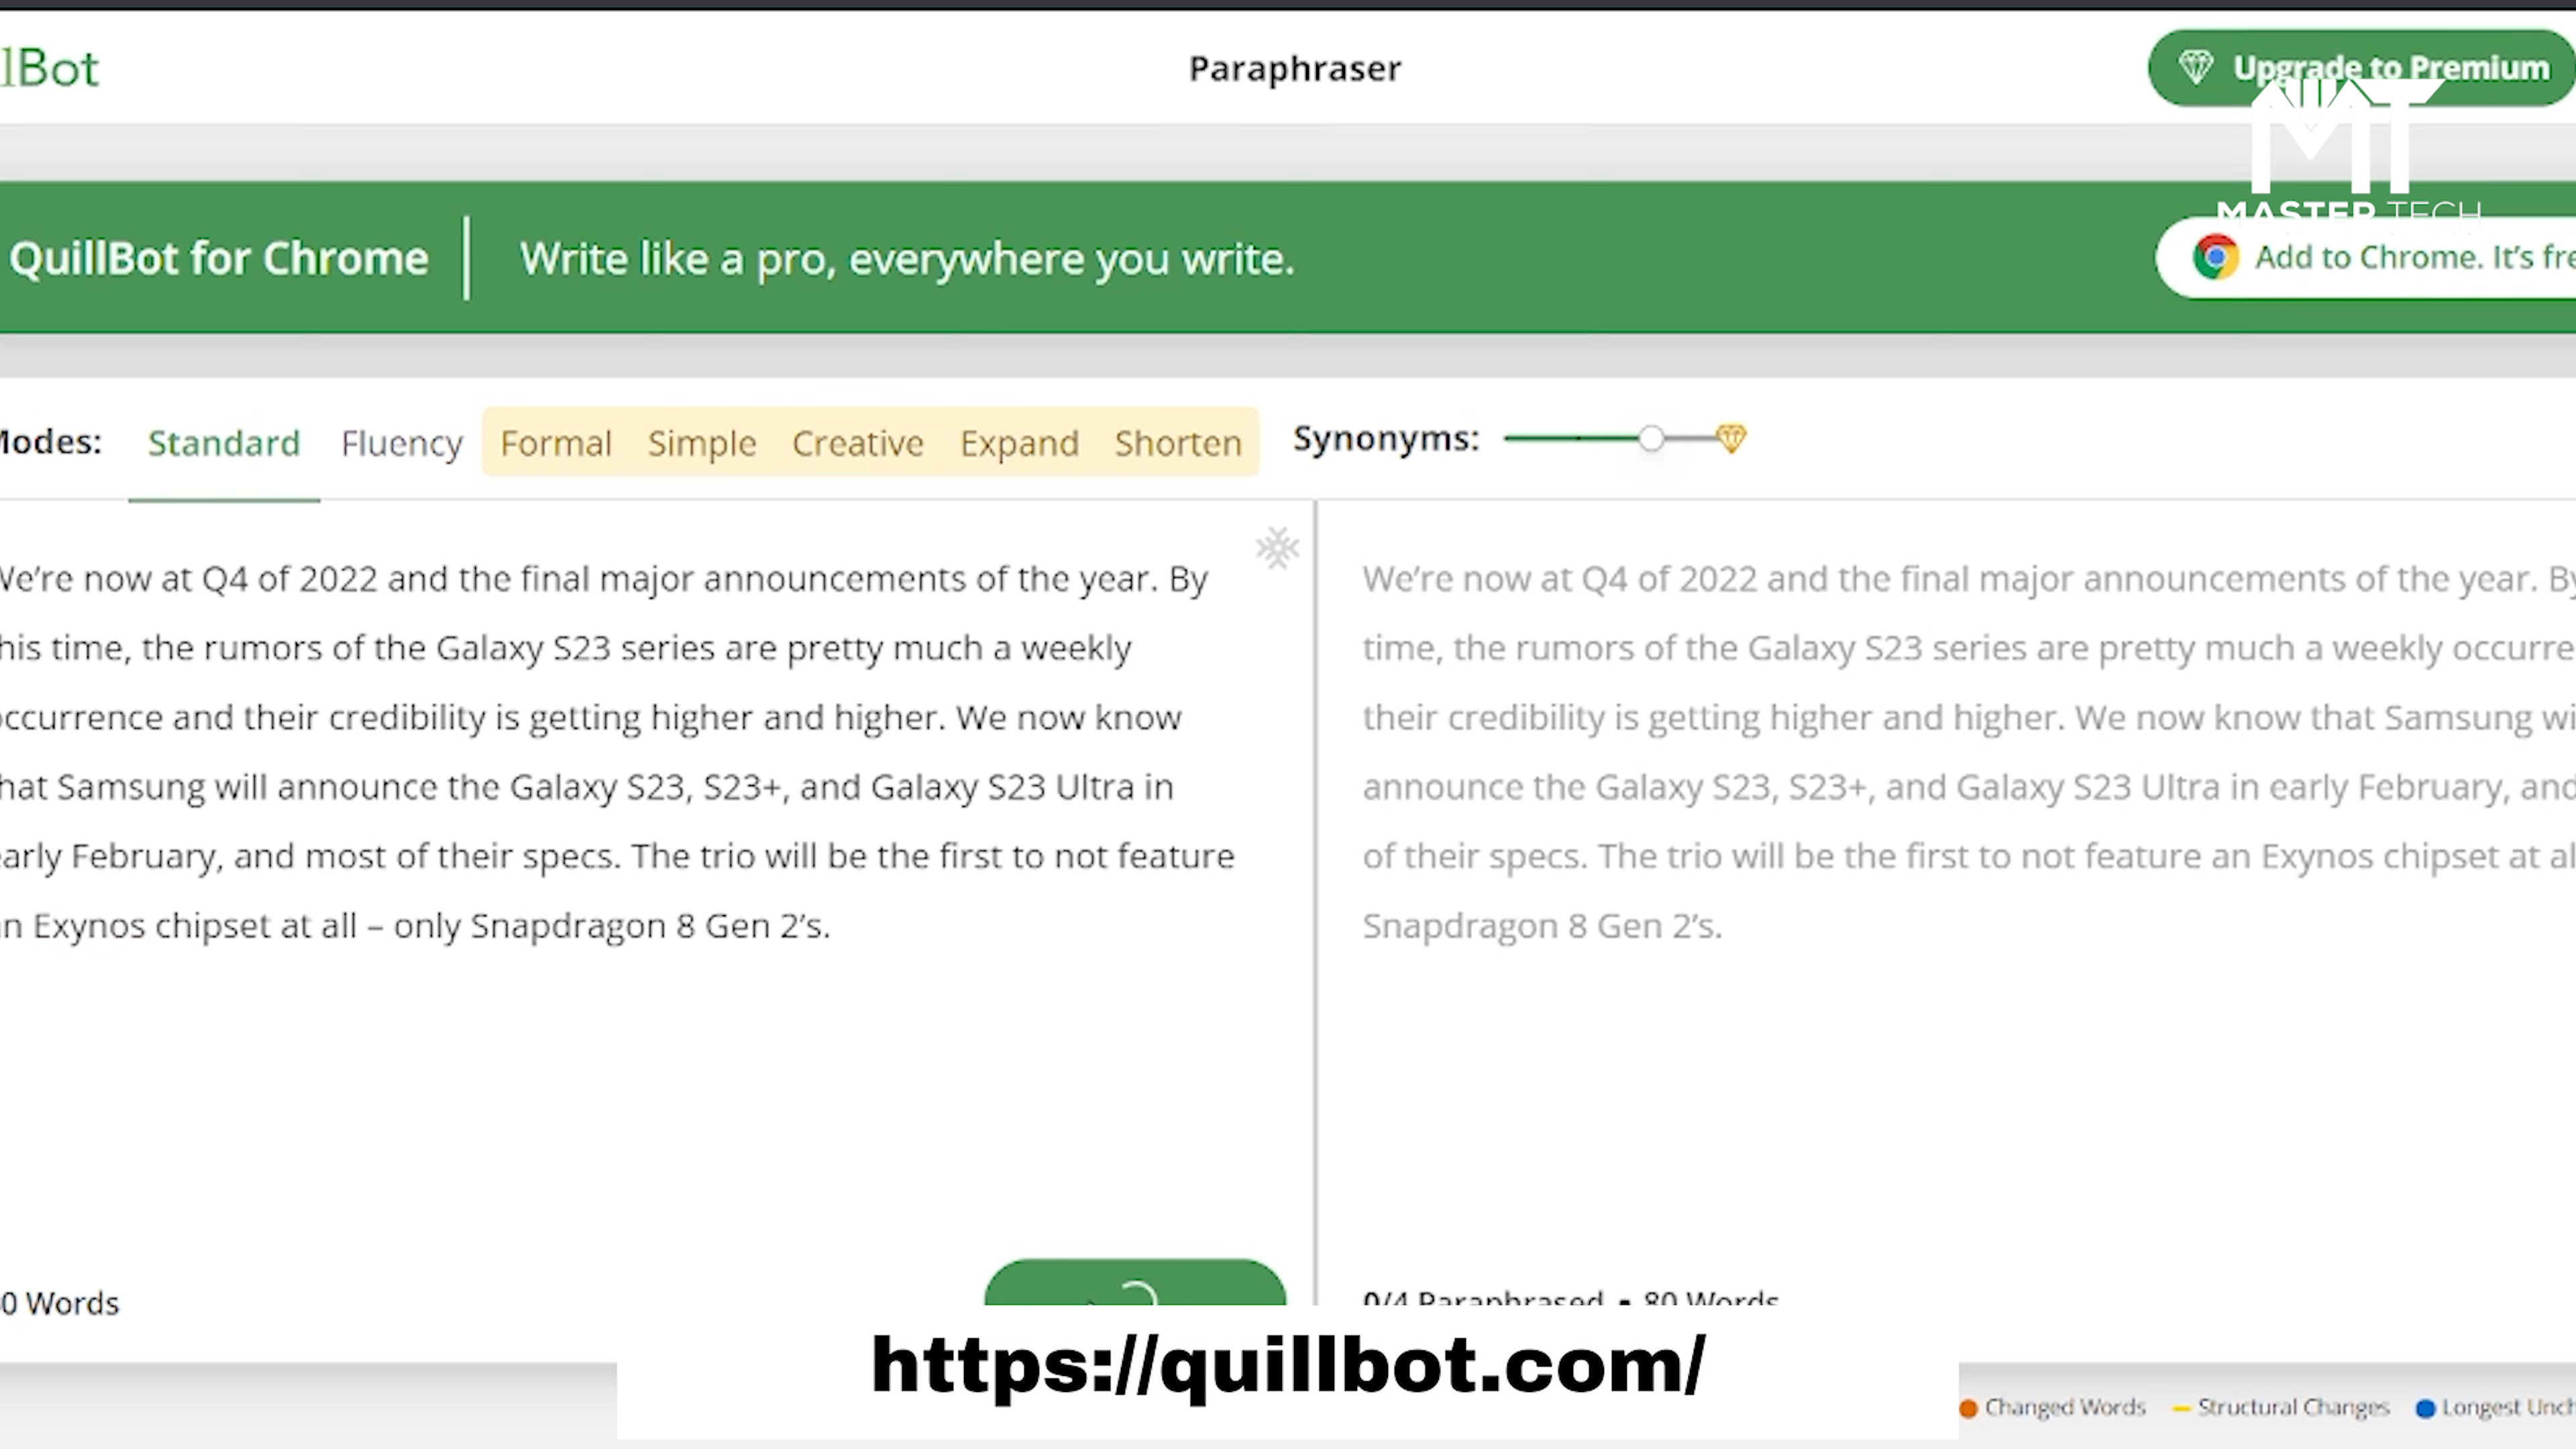 lBot
Paraphraser
Upgrade to Premium
MT
MASTER TECH
QuillBot for Chrome
Write like a pro, everywhere you write.
Add to Chrome. It's fre
Modes:
Standard
Fluency
Formal
Simple
Creative
Expand
Shorten
Synonyms:
We're now at Q4 of 2022 and the final major announcements of the year. By
his time, the rumors of the Galaxy S23 series are pretty much a weekly
occurrence and their credibility is getting higher and higher. We now know
hat Samsung will announce the Galaxy S23, S23+, and Galaxy S23 Ultra in
early February, and most of their specs. The trio will be the first to not feature
an Exynos chipset at all – only Snapdragon 8 Gen 2's.
We're now at Q4 of 2022 and the final major announcements of the year. By
time, the rumors of the Galaxy S23 series are pretty much a weekly occurre
their credibility is getting higher and higher. We now know that Samsung wi
announce the Galaxy S23, S23+, and Galaxy S23 Ultra in early February, and
of their specs. The trio will be the first to not feature an Exynos chipset at al
Snapdragon 8 Gen 2's.
0 Words
0/4 Paraphrased • 80 Words
https://quillbot.com/
Changed Words
Structural Changes
Longest Unch